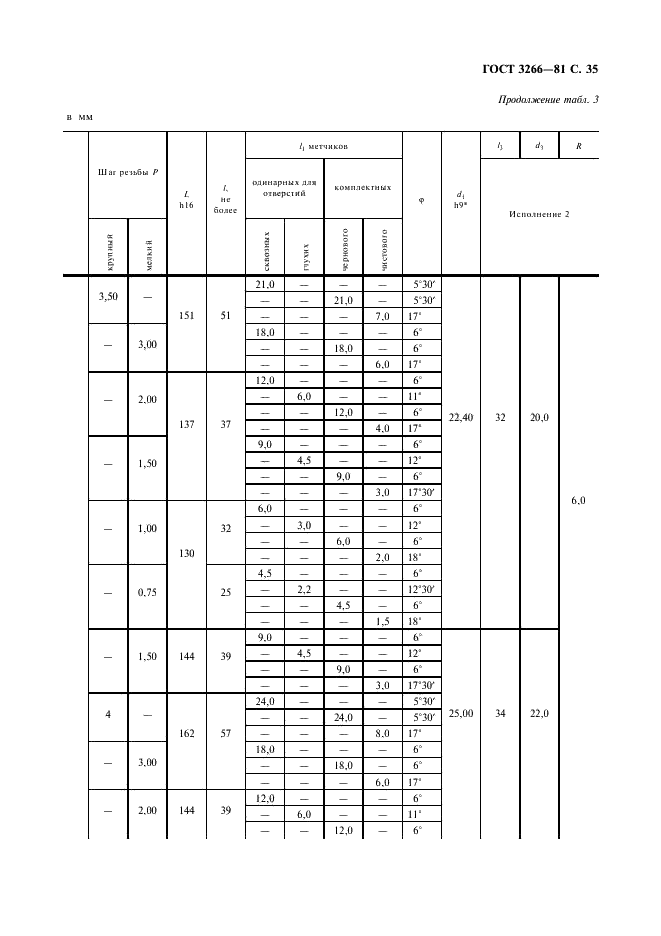 ГОСТ 3266—81 С. 35
Продолжение табл. 3
в мм
Шаг резьбы P
крупный
мелкий
L
h16
l,
не
более
l₁ метчиков
одинарных для
отверстий
комплектных
сквозных
глухих
чернового
чистового
φ
d₁
h9*
l₃ d₃ R
Исполнение 2
3,50 — 151 51 21,0 — — — 5°30′
— — 21,0 — 5°30′
— — — 7,0 17°
— 3,00 18,0 — — — 6°
— — 18,0 — 6°
— — — 6,0 17°
— 2,00 137 37 12,0 — — — 6°
— 6,0 — — 11°
— — 12,0 — 6° 22,40 32 20,0
— — — 4,0 17°
— 1,50 9,0 — — — 6°
— 4,5 — — 12°
— — 9,0 — 6°
— — — 3,0 17°30′ 6,0
— 1,00 130 32 6,0 — — — 6°
— 3,0 — — 12°
— — 6,0 — 6°
— — — 2,0 18°
— 0,75 25 4,5 — — — 6°
— 2,2 — — 12°30′
— — 4,5 — 6°
— — — 1,5 18°
— 1,50 144 39 9,0 — — — 6°
— 4,5 — — 12°
— — 9,0 — 6°
— — — 3,0 17°30′
4 — 162 57 24,0 — — — 5°30′
— — 24,0 — 5°30′ 25,00 34 22,0
— — — 8,0 17°
— 3,00 18,0 — — — 6°
— — 18,0 — 6°
— — — 6,0 17°
— 2,00 144 39 12,0 — — — 6°
— 6,0 — — 11°
— — 12,0 — 6°